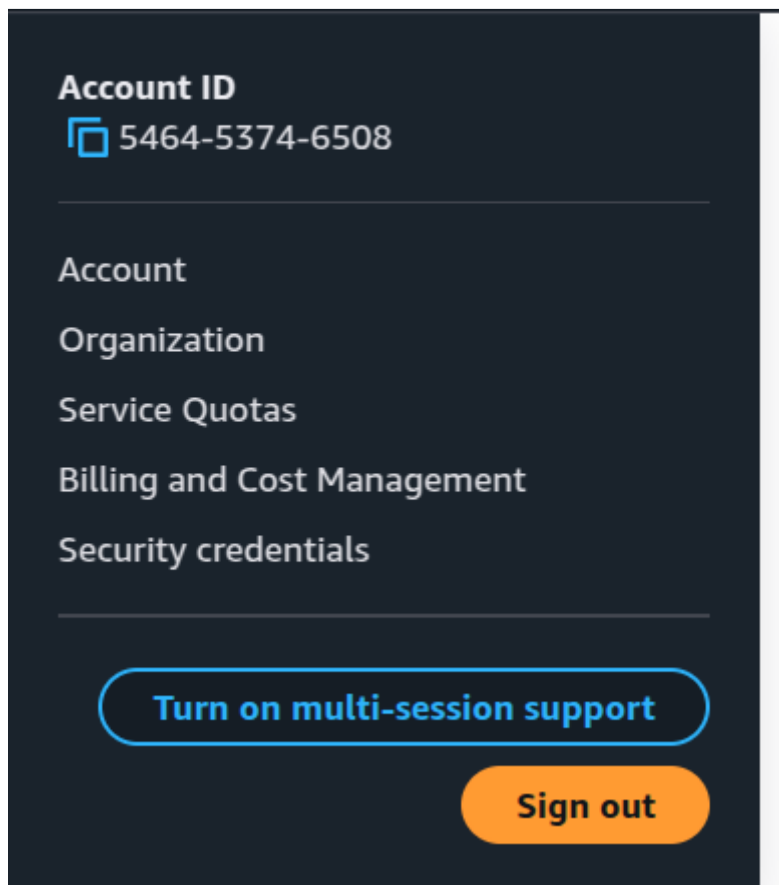 Account ID
5464-5374-6508
Account
Organization
Service Quotas
Billing and Cost Management
Security credentials
Turn on multi-session support
Sign out